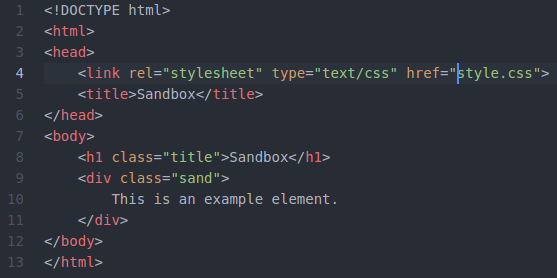 1 <!DOCTYPE html>
2 <html>
3 <head>
4     <link rel="stylesheet" type="text/css" href="style.css">
5     <title>Sandbox</title>
6 </head>
7 <body>
8     <h1 class="title">Sandbox</h1>
9     <div class="sand">
10         This is an example element.
11     </div>
12 </body>
13 </html>